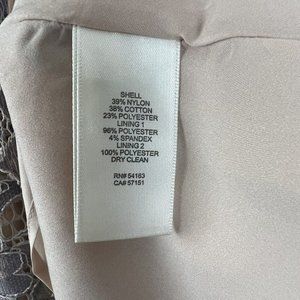 SHELL
39% NYLON
38% COTTON
23% POLYESTER
LINING 1
96% POLYESTER
4% SPANDEX
LINING 2
100% POLYESTER
DRY CLEAN
RN# 54163
CA# 57151